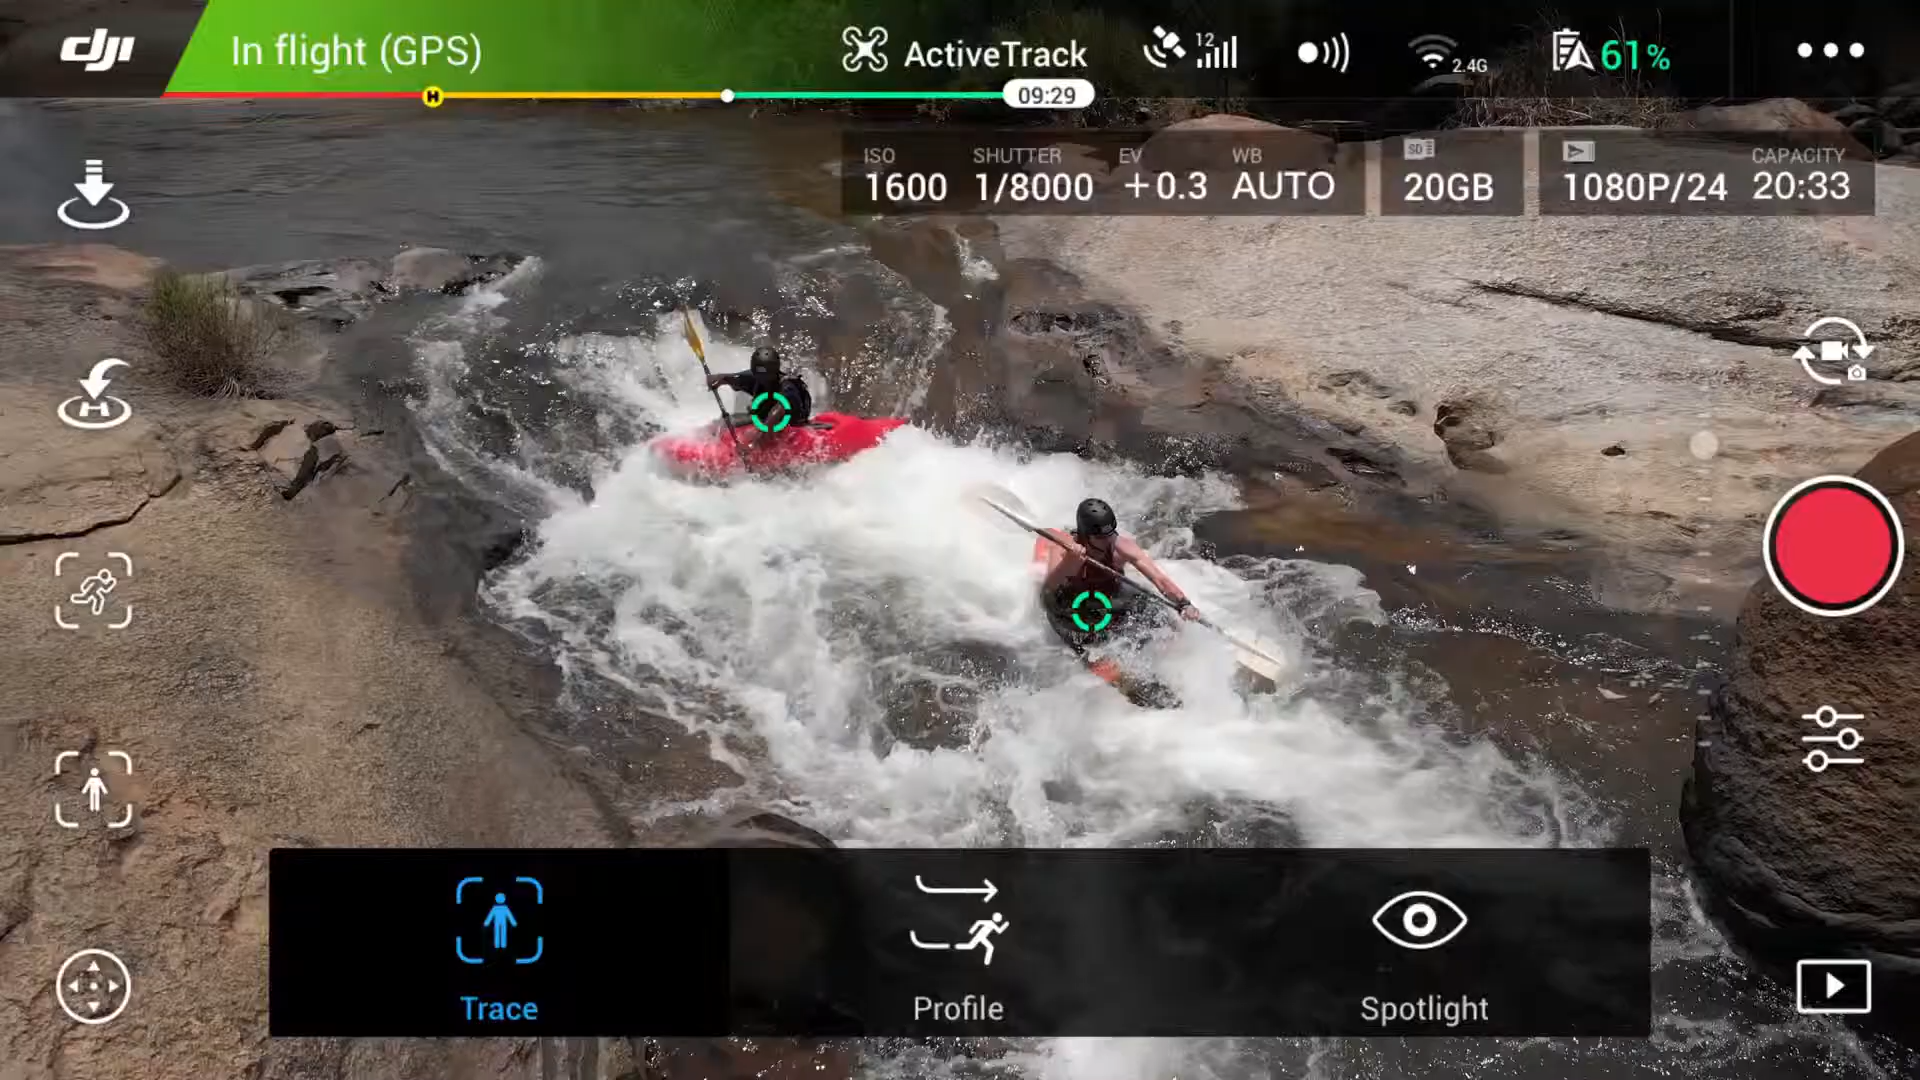 dji
In flight (GPS)
ActiveTrack
12
2.4G
61%
H
09:29
ISO
1600
SHUTTER
1/8000
EV
+0.3
WB
AUTO
SD
20GB
1080P/24
CAPACITY
20:33
H
Trace
Profile
Spotlight